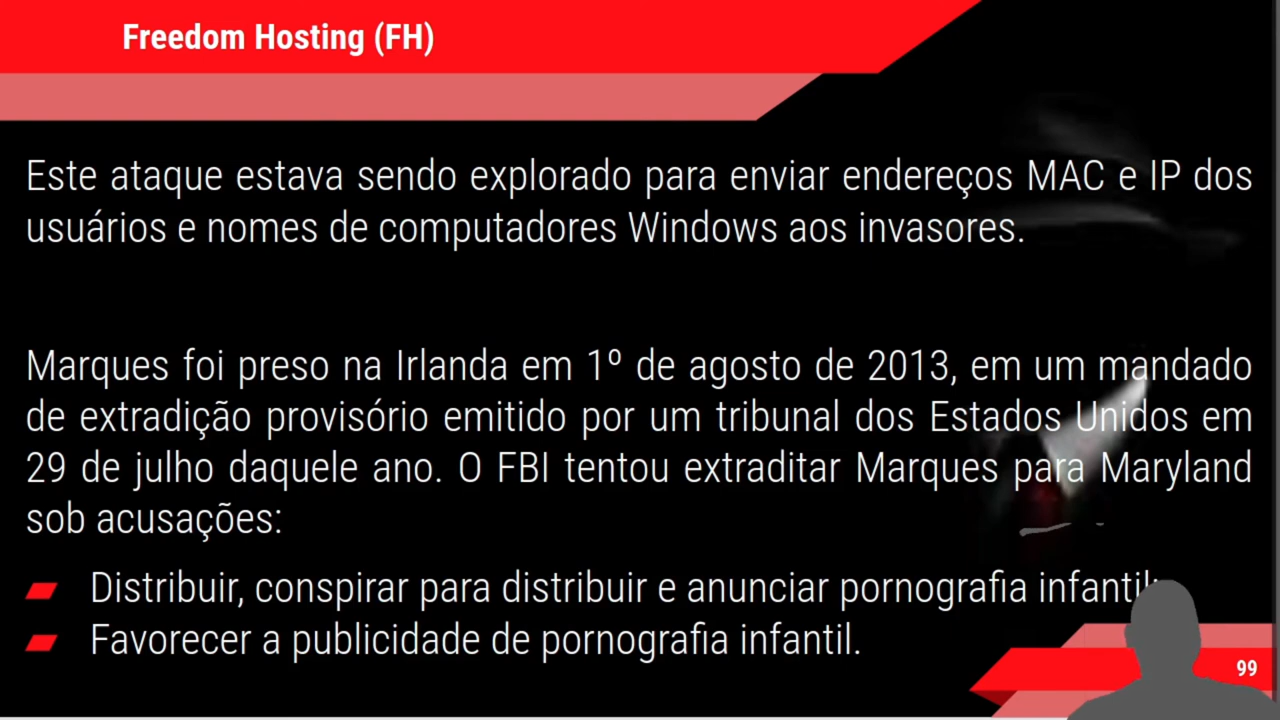 Freedom Hosting (FH)
Este ataque estava sendo explorado para enviar endereços MAC e IP dos
usuários e nomes de computadores Windows aos invasores.
Marques foi preso na Irlanda em 1º de agosto de 2013, em um mandado
de extradição provisório emitido por um tribunal dos Estados Unidos em
29 de julho daquele ano. O FBI tentou extraditar Marques para Maryland
sob acusações:
Distribuir, conspirar para distribuir e anunciar pornografia infantil;
Favorecer a publicidade de pornografia infantil.
99